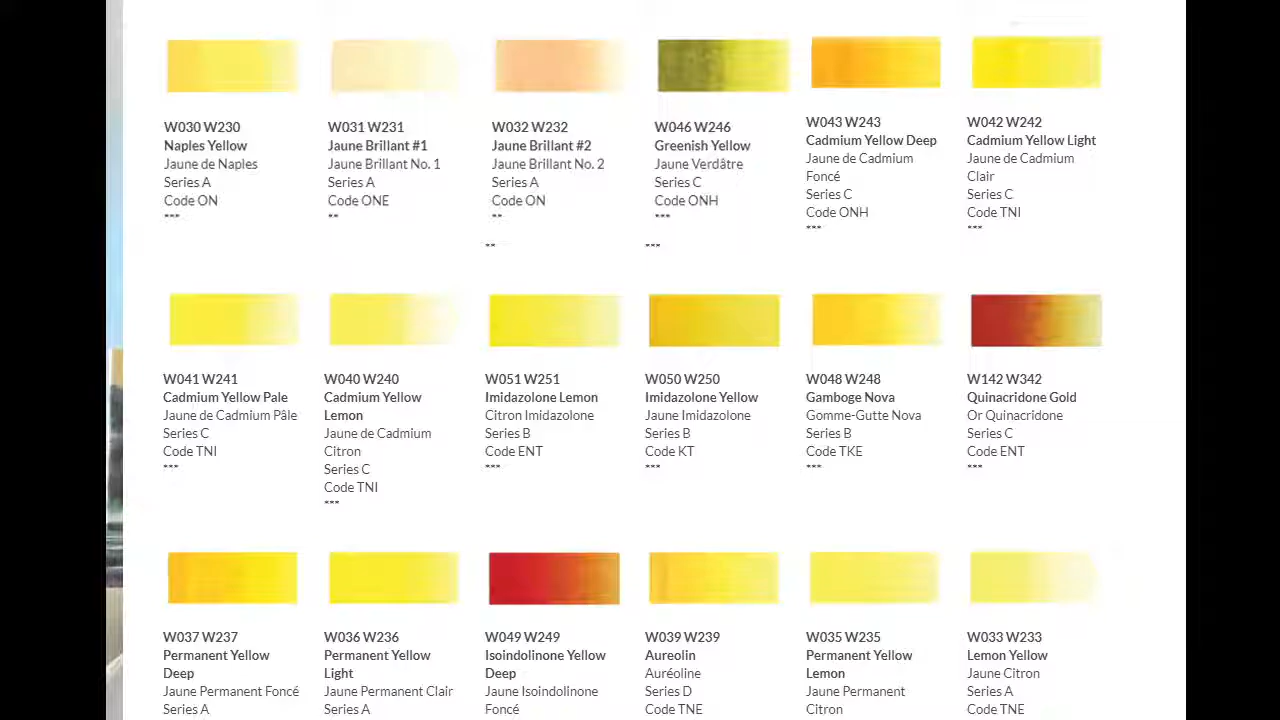 W030 W230
Naples Yellow
Jaune de Naples
Series A
Code ON
***
W031 W231
Jaune Brillant #1
Jaune Brillant No. 1
Series A
Code ONE
**
W032 W232
Jaune Brillant #2
Jaune Brillant No. 2
Series A
Code ON
**
**
W046 W246
Greenish Yellow
Jaune Verdâtre
Series C
Code ONH
***
***
W043 W243
Cadmium Yellow Deep
Jaune de Cadmium
Foncé
Series C
Code ONH
***
W042 W242
Cadmium Yellow Light
Jaune de Cadmium
Clair
Series C
Code TNI
***
W041 W241
Cadmium Yellow Pale
Jaune de Cadmium Pâle
Series C
Code TNI
***
W040 W240
Cadmium Yellow
Lemon
Jaune de Cadmium
Citron
Series C
Code TNI
***
W051 W251
Imidazolone Lemon
Citron Imidazolone
Series B
Code ENT
***
W050 W250
Imidazolone Yellow
Jaune Imidazolone
Series B
Code KT
***
W048 W248
Gamboge Nova
Gomme-Gutte Nova
Series B
Code TKE
***
W142 W342
Quinacridone Gold
Or Quinacridone
Series C
Code ENT
***
W037 W237
Permanent Yellow
Deep
Jaune Permanent Foncé
Series A
W036 W236
Permanent Yellow
Light
Jaune Permanent Clair
Series A
W049 W249
Isoindolinone Yellow
Deep
Jaune Isoindolinone
Foncé
W039 W239
Aureolin
Auréoline
Series D
Code TNE
W035 W235
Permanent Yellow
Lemon
Jaune Permanent
Citron
W033 W233
Lemon Yellow
Jaune Citron
Series A
Code TNE